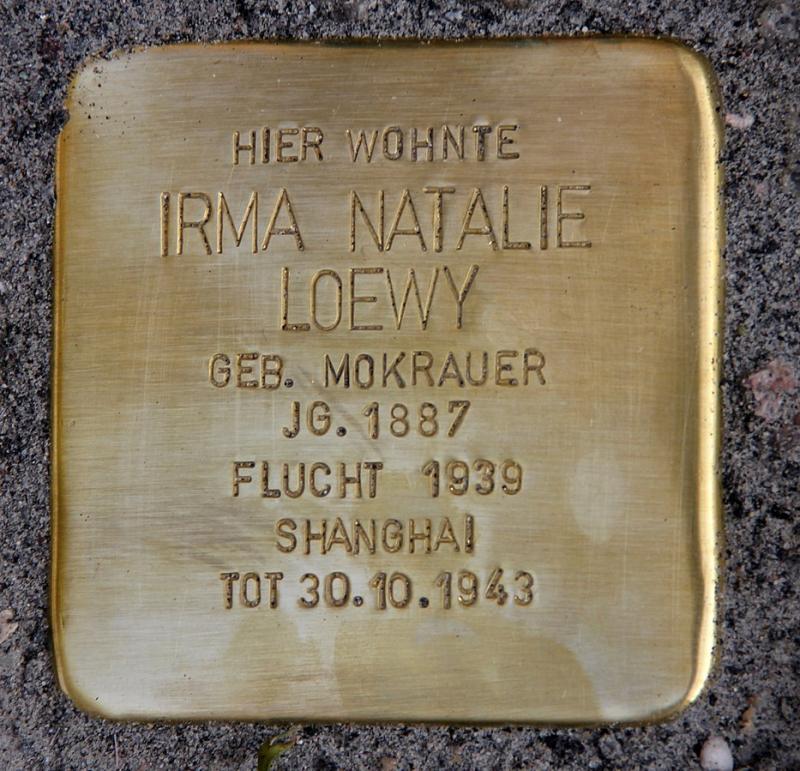 HIER WOHNTE
IRMA NATALIE
LOEWY
GEB. MOKRAUER
JG. 1887
FLUCHT 1939
SHANGHAI
TOT 30.10.1943